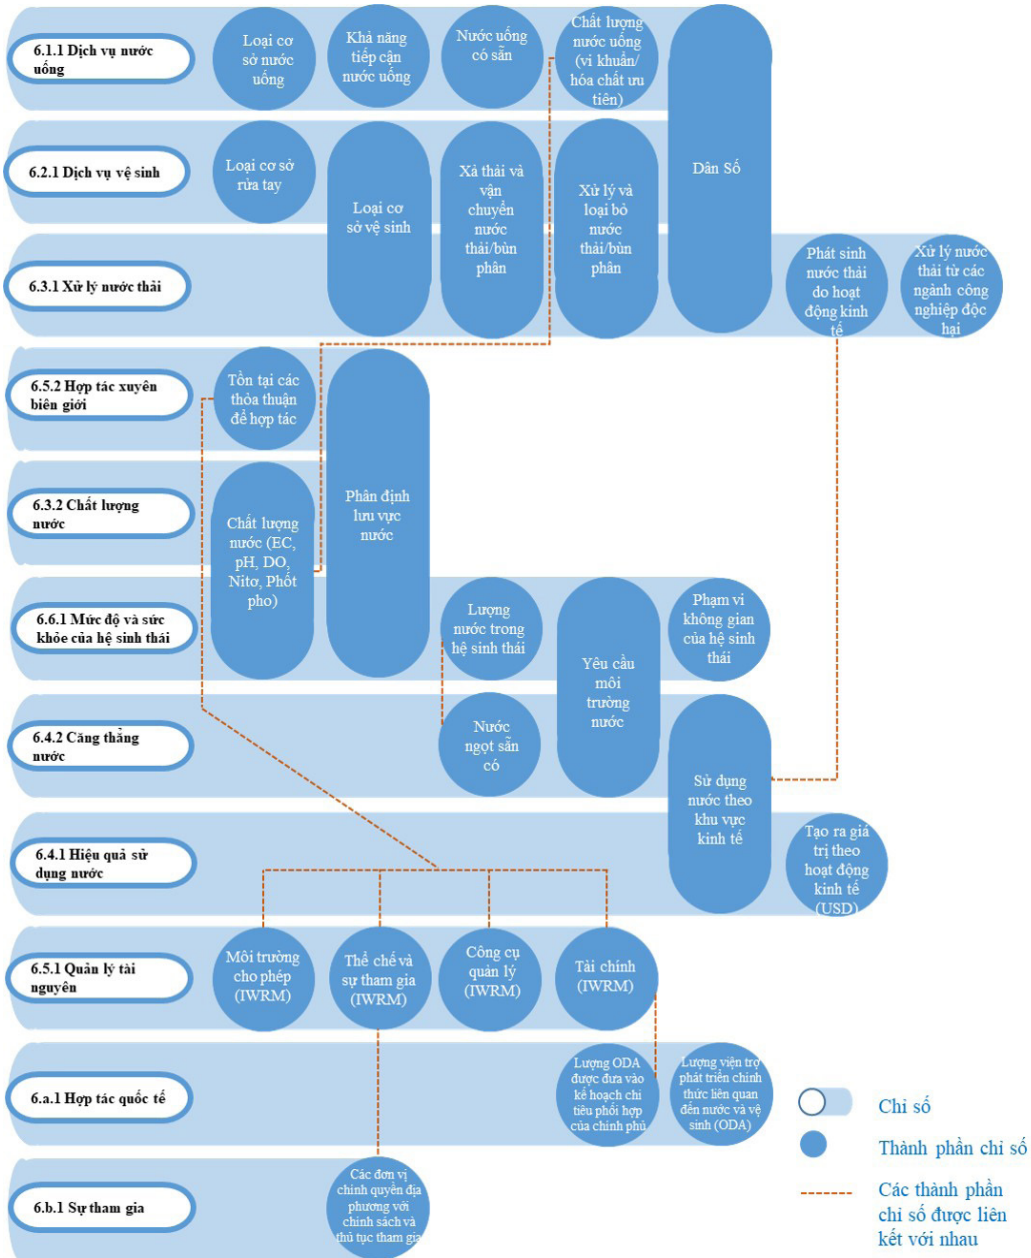 6.1.1 Dịch vụ nước
uống
Loại cơ
sở nước
uống
Khả năng
tiếp cận
nước uống
Nước uống
có sẵn
Chất lượng
nước uống
(vi khuẩn/
hóa chất ưu
tiên)
6.2.1 Dịch vụ vệ sinh
Loại cơ sở
rửa tay
Loại cơ
sở vệ sinh
Xả thải và
vận
chuyển
nước
thải/bùn
phân
Xử lý và
loại bỏ
nước
thải/bùn
phân
Dân Số
6.3.1 Xử lý nước thải
Phát sinh
nước thải
do hoạt
động kinh
tế
Xử lý nước
thải từ các
ngành công
nghiệp độc
hại
6.5.2 Hợp tác xuyên
biên giới
Tồn tại các
thỏa thuận
để hợp tác
Phân định
lưu vực
nước
6.3.2 Chất lượng
nước
Chất lượng
nước (EC,
pH, DO,
Nitơ, Phốt
pho)
6.6.1 Mức độ và sức
khỏe của hệ sinh thái
Lượng
nước trong
hệ sinh thái
Yêu cầu
môi
trường
nước
Phạm vi
không gian
của hệ sinh
thái
6.4.2 Căng thẳng
nước
Nước
ngọt sẵn
có
Sử dụng
nước theo
khu vực
kinh tế
6.4.1 Hiệu quả sử
dụng nước
Tạo ra giá
trị theo
hoạt động
kinh tế
(USD)
6.5.1 Quản lý tài
nguyên
Môi trường
cho phép
(IWRM)
Thể chế và
sự tham gia
(IWRM)
Công cụ
quản lý
(IWRM)
Tài chính
(IWRM)
6.a.1 Hợp tác quốc tế
Lượng ODA
được đưa vào
kế hoạch chi
tiêu phối hợp
của chính phủ
Lượng viện trợ
phát triển chính
thức liên quan
đến nước và vệ
sinh (ODA)
6.b.1 Sự tham gia
Các đơn vị
chính quyền địa
phương với
chính sách và
thủ tục tham gia
Chỉ số
Thành phần chỉ số
Các thành phần
chỉ số được liên
kết với nhau